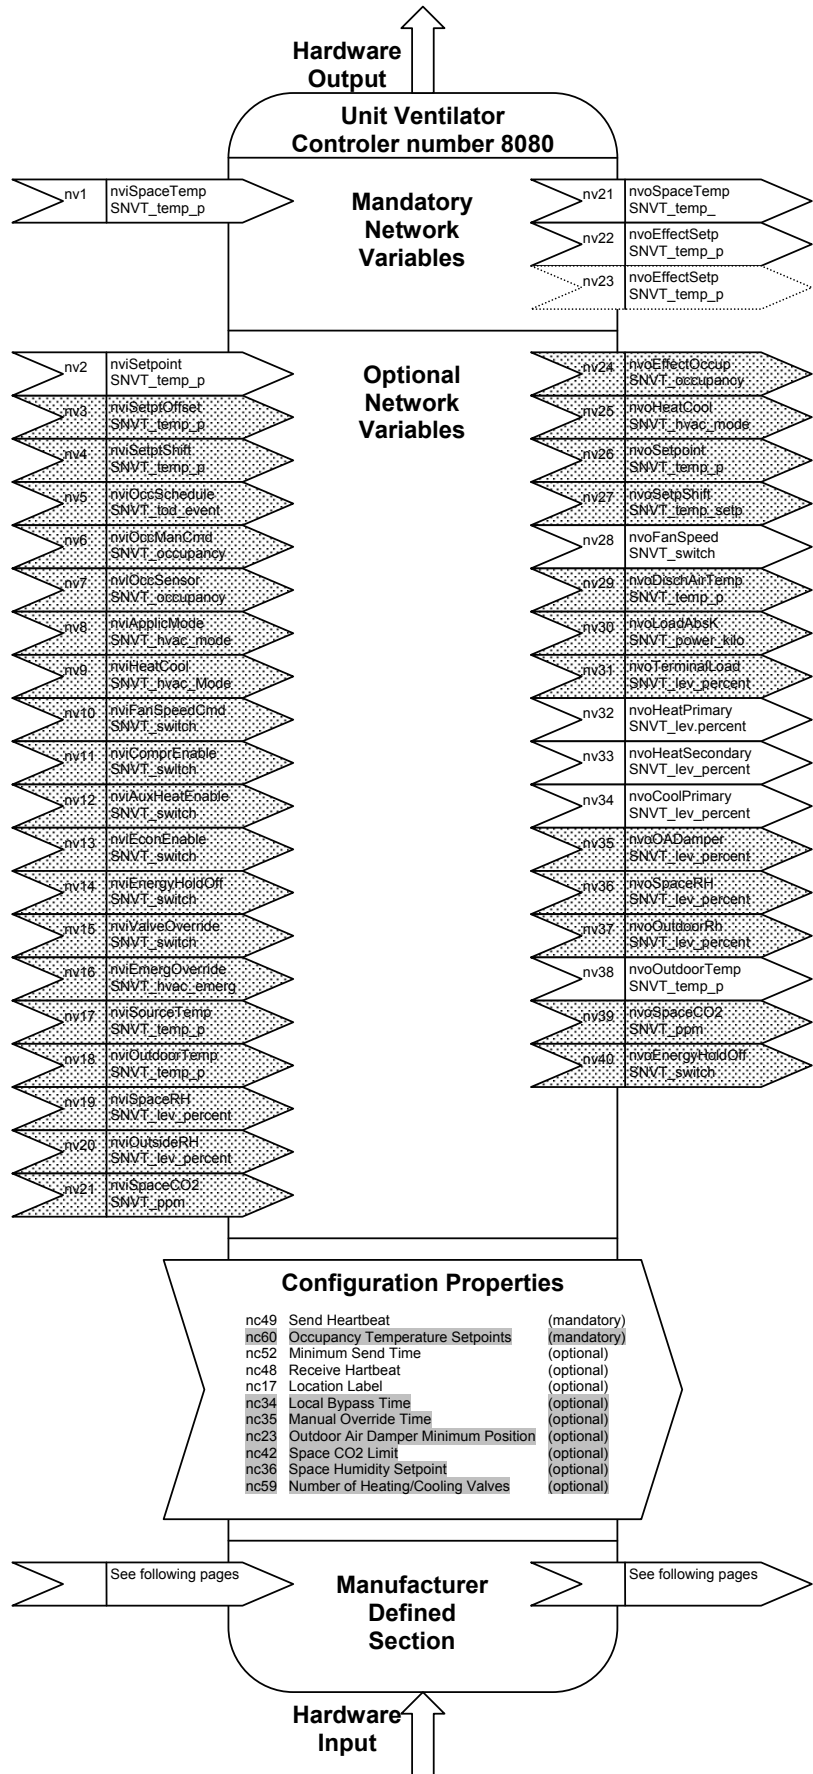 Hardware
Output
Unit Ventilator
Controler number 8080
Mandatory
Network
Variables
nv1 nviSpaceTemp
SNVT_temp_p
nv21 nvoSpaceTemp
SNVT_temp_
nv22 nvoEffectSetp
SNVT_temp_p
nv23 nvoEffectSetp
SNVT_temp_p
Optional
Network
Variables
nv2 nviSetpoint
SNVT_temp_p
nv3 nviSetptOffset
SNVT_temp_p
nv4 nviSetptShift
SNVT_temp_p
nv5 nviOccSchedule
SNVT_tod_event
nv6 nviOccManCmd
SNVT_occupancy
nv7 nviOccSensor
SNVT_occupancy
nv8 nviApplicMode
SNVT_hvac_mode
nv9 nviHeatCool
SNVT_hvac_Mode
nv10 nviFanSpeedCmd
SNVT_switch
nv11 nviComprEnable
SNVT_switch
nv12 nviAuxHeatEnable
SNVT_switch
nv13 nviEconEnable
SNVT_switch
nv14 nviEnergyHoldOff
SNVT_switch
nv15 nviValveOverride
SNVT_switch
nv16 nviEmergOverride
SNVT_hvac_emerg
nv17 nviSourceTemp
SNVT_temp_p
nv18 nviOutdoorTemp
SNVT_temp_p
nv19 nviSpaceRH
SNVT_lev_percent
nv20 nviOutsideRH
SNVT_lev_percent
nv21 nviSpaceCO2
SNVT_ppm
nv24 nvoEffectOccup
SNVT_occupancy
nv25 nvoHeatCool
SNVT_hvac_mode
nv26 nvoSetpoint
SNVT_temp_p
nv27 nvoSetpShift
SNVT_temp_setp
nv28 nvoFanSpeed
SNVT_switch
nv29 nvoDischAirTemp
SNVT_temp_p
nv30 nvoLoadAbsK
SNVT_power_kilo
nv31 nvoTerminalLoad
SNVT_lev_percent
nv32 nvoHeatPrimary
SNVT_lev.percent
nv33 nvoHeatSecondary
SNVT_lev_percent
nv34 nvoCoolPrimary
SNVT_lev_percent
nv35 nvoOADamper
SNVT_lev_percent
nv36 nvoSpaceRH
SNVT_lev_percent
nv37 nvoOutdoorRh
SNVT_lev_percent
nv38 nvoOutdoorTemp
SNVT_temp_p
nv39 nvoSpaceCO2
SNVT_ppm
nv40 nvoEnergyHoldOff
SNVT_switch
Configuration Properties
nc49 Send Heartbeat (mandatory)
nc60 Occupancy Temperature Setpoints (mandatory)
nc52 Minimum Send Time (optional)
nc48 Receive Hartbeat (optional)
nc17 Location Label (optional)
nc34 Local Bypass Time (optional)
nc35 Manual Override Time (optional)
nc23 Outdoor Air Damper Minimum Position (optional)
nc42 Space CO2 Limit (optional)
nc36 Space Humidity Setpoint (optional)
nc59 Number of Heating/Cooling Valves (optional)
See following pages
Manufacturer
Defined
Section
See following pages
Hardware
Input